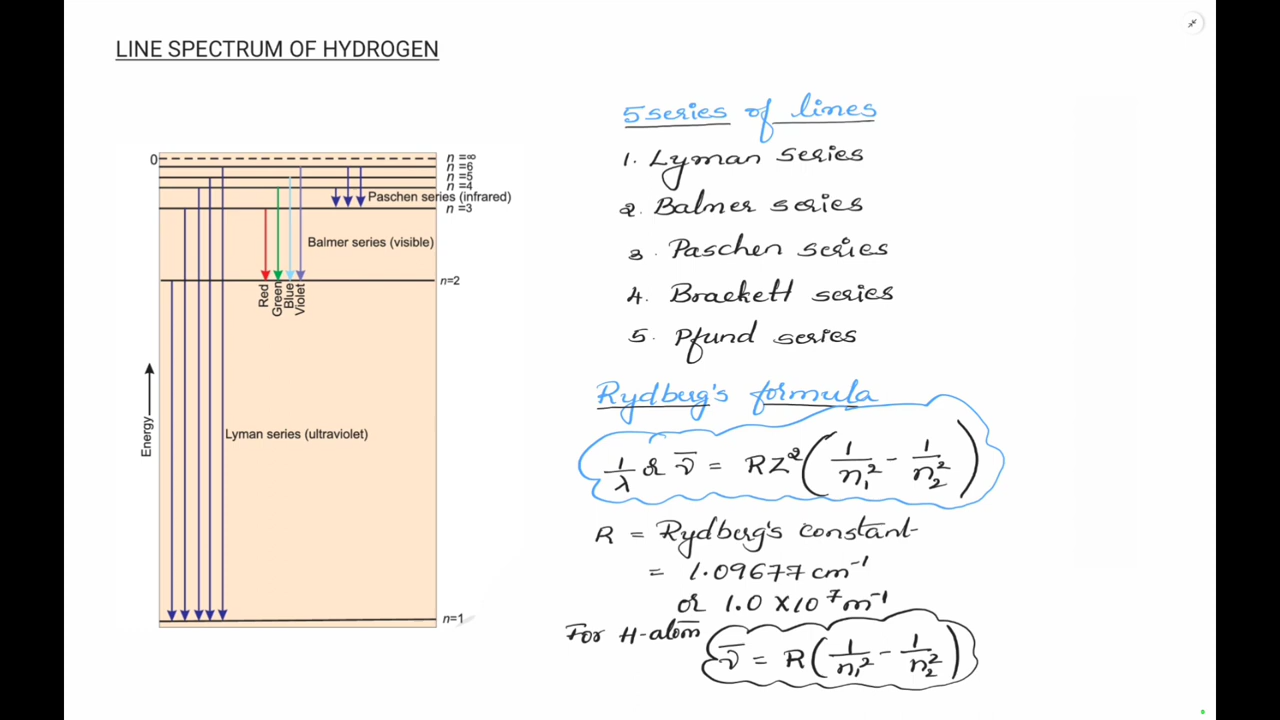 LINE SPECTRUM OF HYDROGEN
0
n =∞
n =6
n =5
n =4
Paschen series (infrared)
n =3
Balmer series (visible)
n=2
Red
Green
Blue
Violet
Energy
Lyman series (ultraviolet)
n=1
5 series of lines
1. Lyman series
2. Balmer series
3. Paschen series
4. Brackett series
5. Pfund series
Rydberg's formula
1/λ or ν̅ = RZ²(1/n₁² - 1/n₂²)
R = Rydberg's constant
= 1.09677 cm⁻¹
or 1.0 ×10⁷ m⁻¹
For H-atom
ν̅ = R(1/n₁² - 1/n₂²)